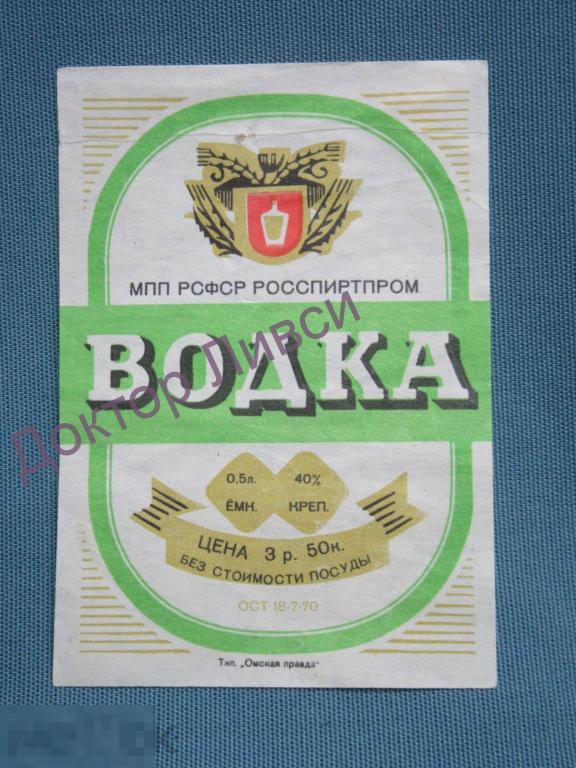 МПП РСФСР РОССПИРТПРОМ
ВОДКА
Доктор Ливси
0.5л. 40%
ЁМК. КРЕП.
ЦЕНА 3 р. 50к.
БЕЗ СТОИМОСТИ ПОСУДЫ
ОСТ 18-7-70
Тип. „Омская правда"